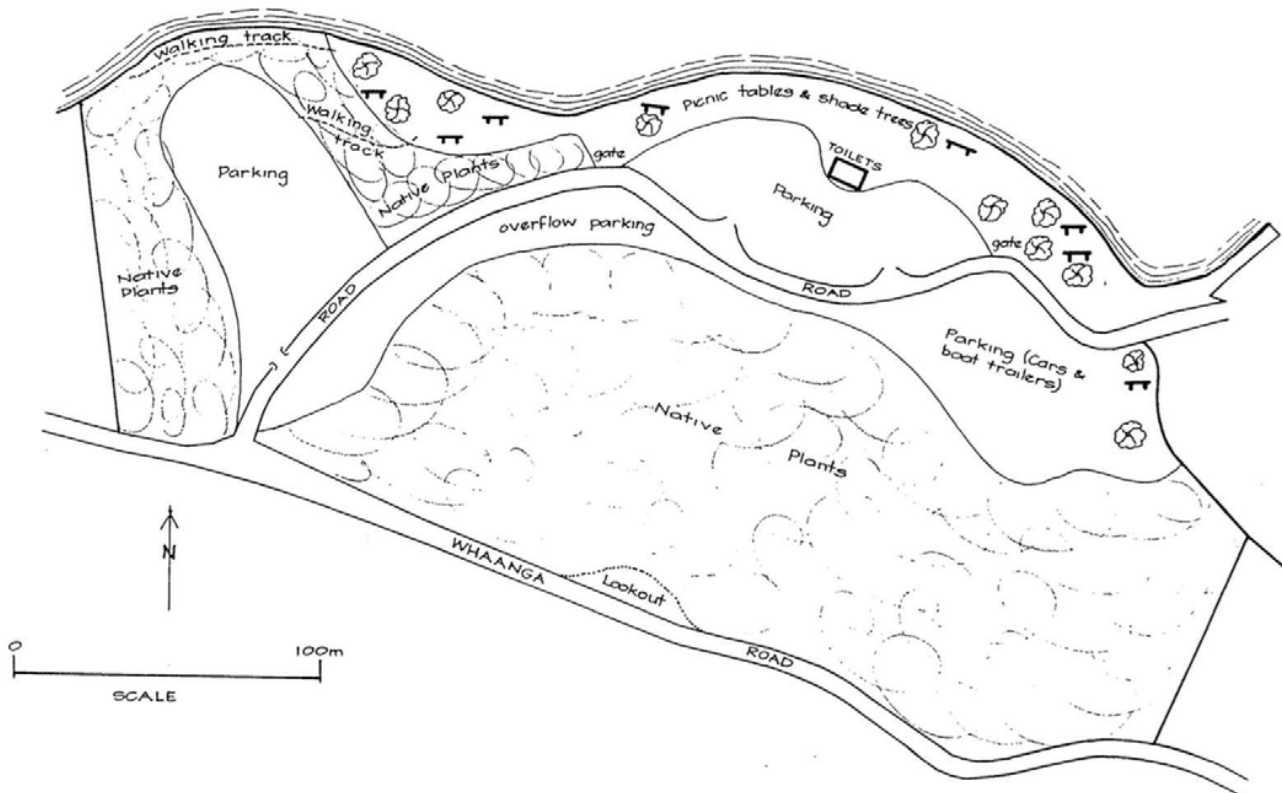 Walking track
Picnic tables & shade trees
Walking
track
TOILETS
gate
Parking
Native Plants
Parking
overflow parking
gate
Native
Plants
ROAD
ROAD
Parking (Cars &
boat trailers)
Native
Plants
WHAANGA
Lookout
ROAD
N
0
100m
SCALE